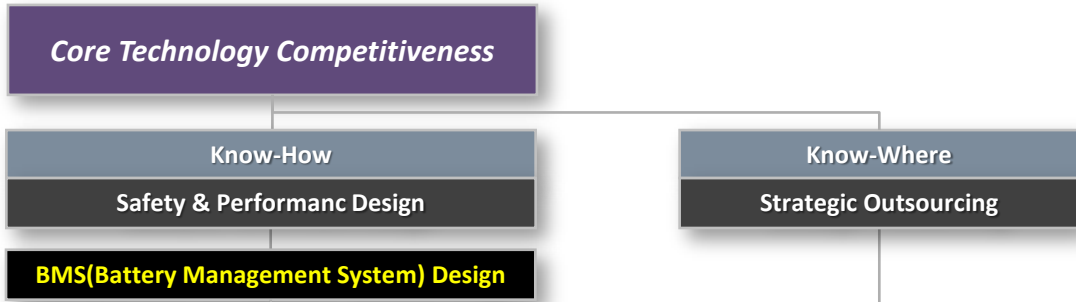 Core Technology Competitiveness
Know-How
Safety & Performanc Design
BMS(Battery Management System) Design
Know-Where
Strategic Outsourcing